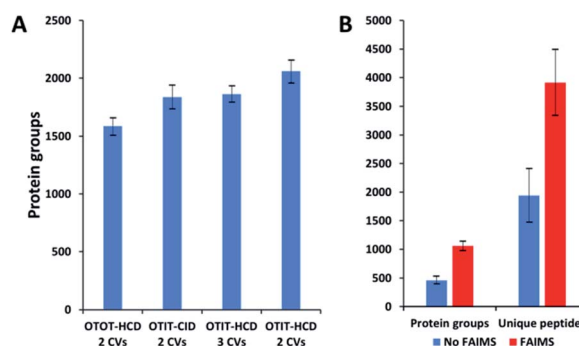 A
Protein groups
2500
2000
1500
1000
500
0
OTOT-HCD
2 CVs
OTIT-CID
2 CVs
OTIT-HCD
3 CVs
OTIT-HCD
2 CVs
B
5000
4500
4000
3500
3000
2500
2000
1500
1000
500
0
Protein groups Unique peptide
No FAIMS FAIMS